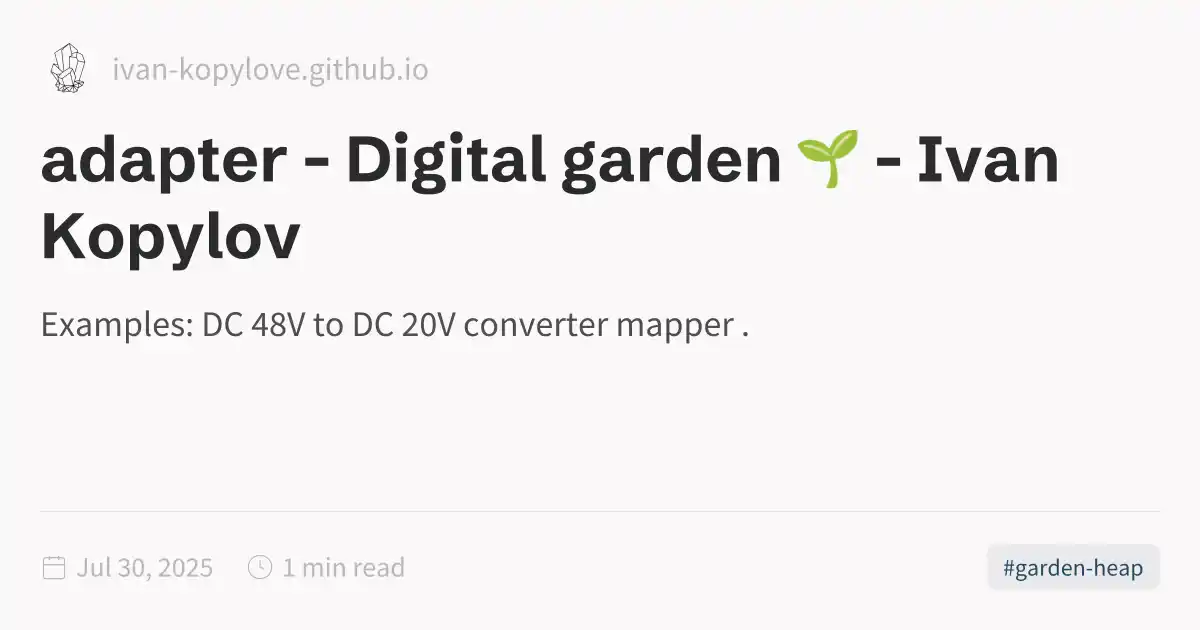 ivan-kopylove.github.io
adapter - Digital garden 🌱 - Ivan
Kopylov
Examples: DC 48V to DC 20V converter mapper .
Jul 30, 2025
1 min read
#garden-heap